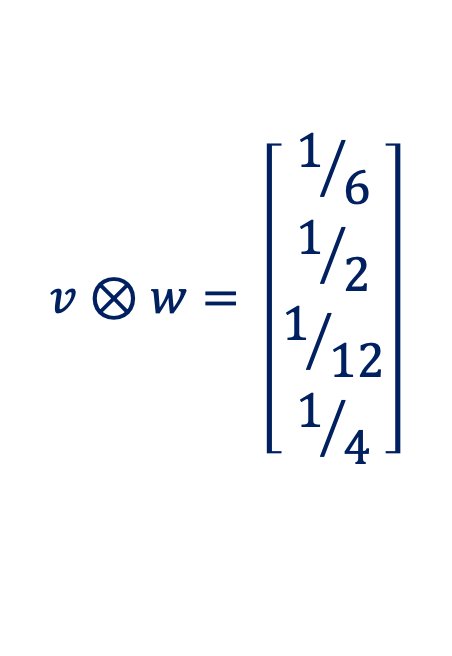 1/6
1/2
v ⊗ w =
1/12
1/4